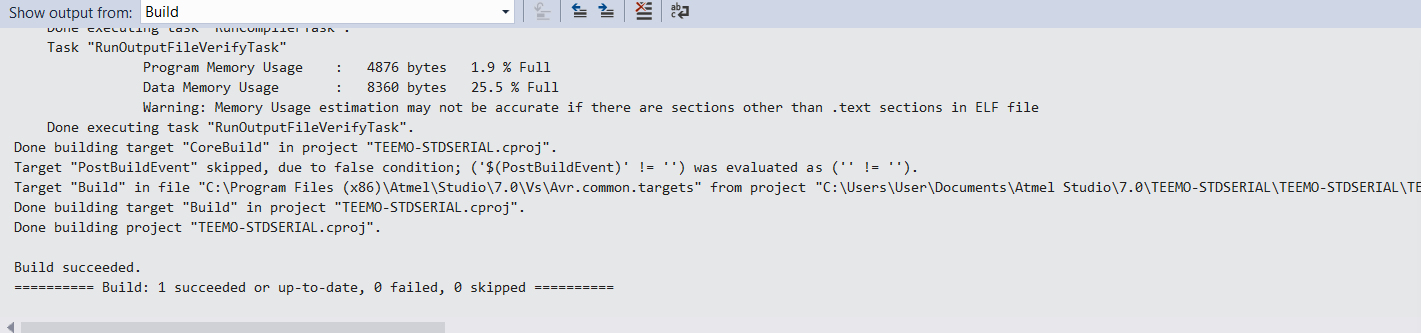 Show output from: Build
Done executing task "RunCompilerTask".
Task "RunOutputFileVerifyTask"
Program Memory Usage : 4876 bytes 1.9 % Full
Data Memory Usage : 8360 bytes 25.5 % Full
Warning: Memory Usage estimation may not be accurate if there are sections other than .text sections in ELF file
Done executing task "RunOutputFileVerifyTask".
Done building target "CoreBuild" in project "TEEMO-STDSERIAL.cproj".
Target "PostBuildEvent" skipped, due to false condition; ('$(PostBuildEvent)' != '') was evaluated as ('' != '').
Target "Build" in file "C:\Program Files (x86)\Atmel\Studio\7.0\Vs\Avr.common.targets" from project "C:\Users\User\Documents\Atmel Studio\7.0\TEEMO-STDSERIAL\TEEMO-STDSERIAL\TE
Done building target "Build" in project "TEEMO-STDSERIAL.cproj".
Done building project "TEEMO-STDSERIAL.cproj".
Build succeeded.
========== Build: 1 succeeded or up-to-date, 0 failed, 0 skipped ==========